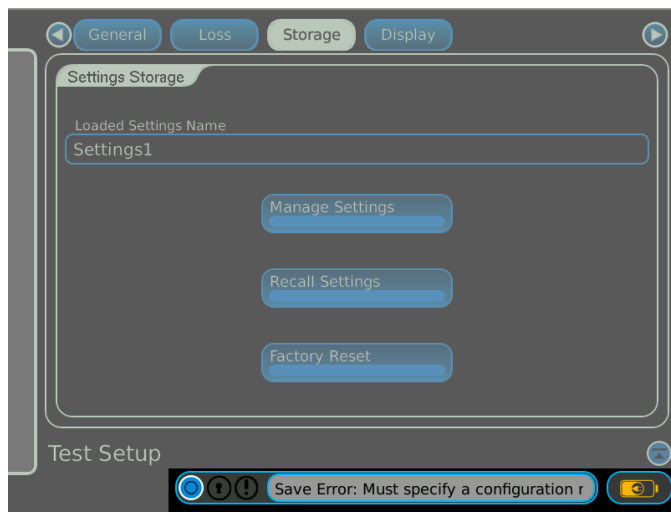 General Loss Storage Display
Settings Storage
Loaded Settings Name
Settings1
Manage Settings
Recall Settings
Factory Reset
Test Setup
Save Error: Must specify a configuration